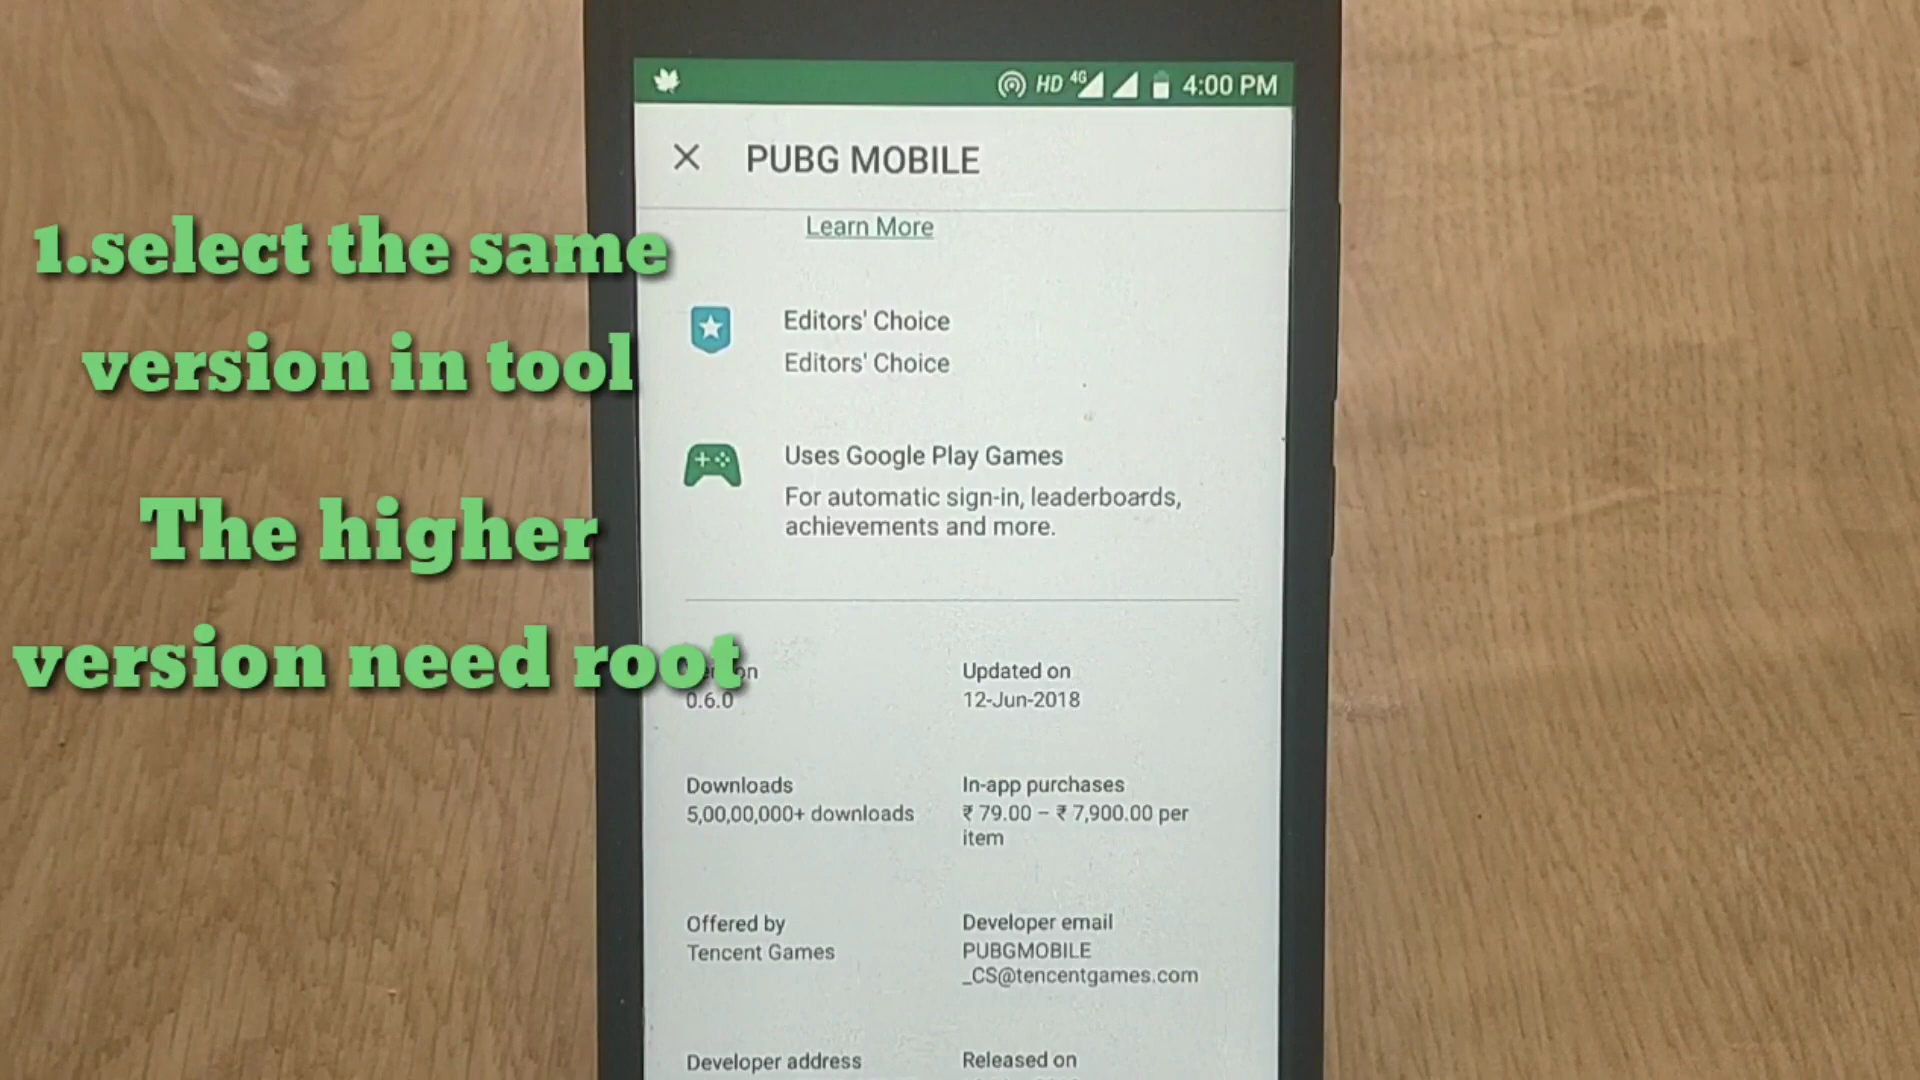 HD 4G 4:00 PM
PUBG MOBILE
Learn More
1.select the same
version in tool
The higher
version need root
Editors' Choice
Editors' Choice
Uses Google Play Games
For automatic sign-in, leaderboards,
achievements and more.
Updated on
0.6.0
12-Jun-2018
Downloads
5,00,00,000+ downloads
In-app purchases
₹ 79.00 – ₹ 7,900.00 per
item
Offered by
Tencent Games
Developer email
PUBGMOBILE
_CS@tencentgames.com
Developer address
Released on